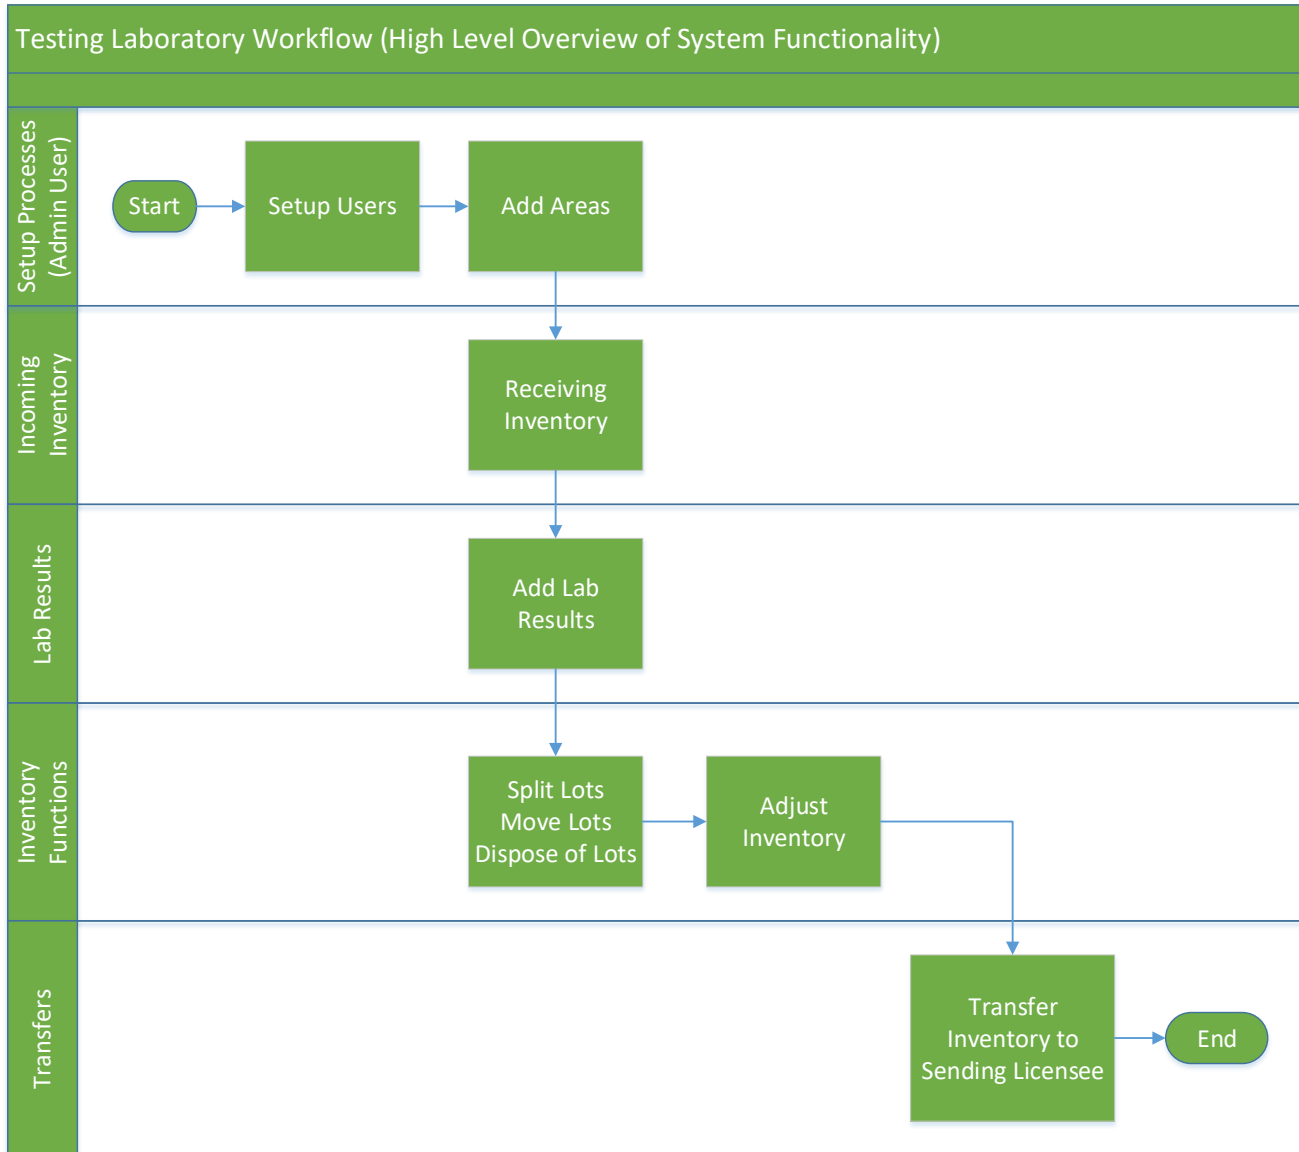 Testing Laboratory Workflow (High Level Overview of System Functionality)
Setup Processes
(Admin User)
Start
Setup Users
Add Areas
Incoming
Inventory
Receiving
Inventory
Lab Results
Add Lab
Results
Inventory
Functions
Split Lots
Move Lots
Dispose of Lots
Adjust
Inventory
Transfers
Transfer
Inventory to
Sending Licensee
End